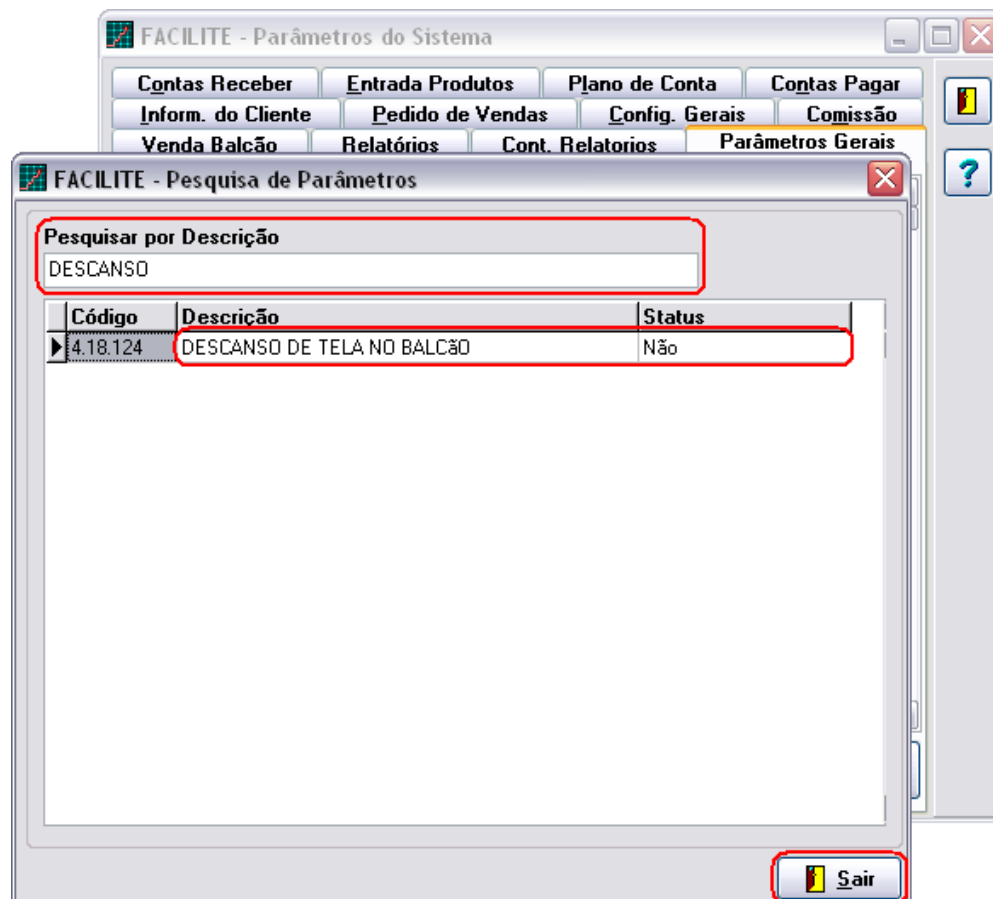 FACILITE - Parâmetros do Sistema
Contas Receber Entrada Produtos Plano de Conta Contas Pagar
Inform. do Cliente Pedido de Vendas Config. Gerais Comissão
Venda Balcão Relatórios Cont. Relatorios Parâmetros Gerais
FACILITE - Pesquisa de Parâmetros
Pesquisar por Descrição
DESCANSO
Código Descrição Status
4.18.124 DESCANSO DE TELA NO BALCãO Não
Sair